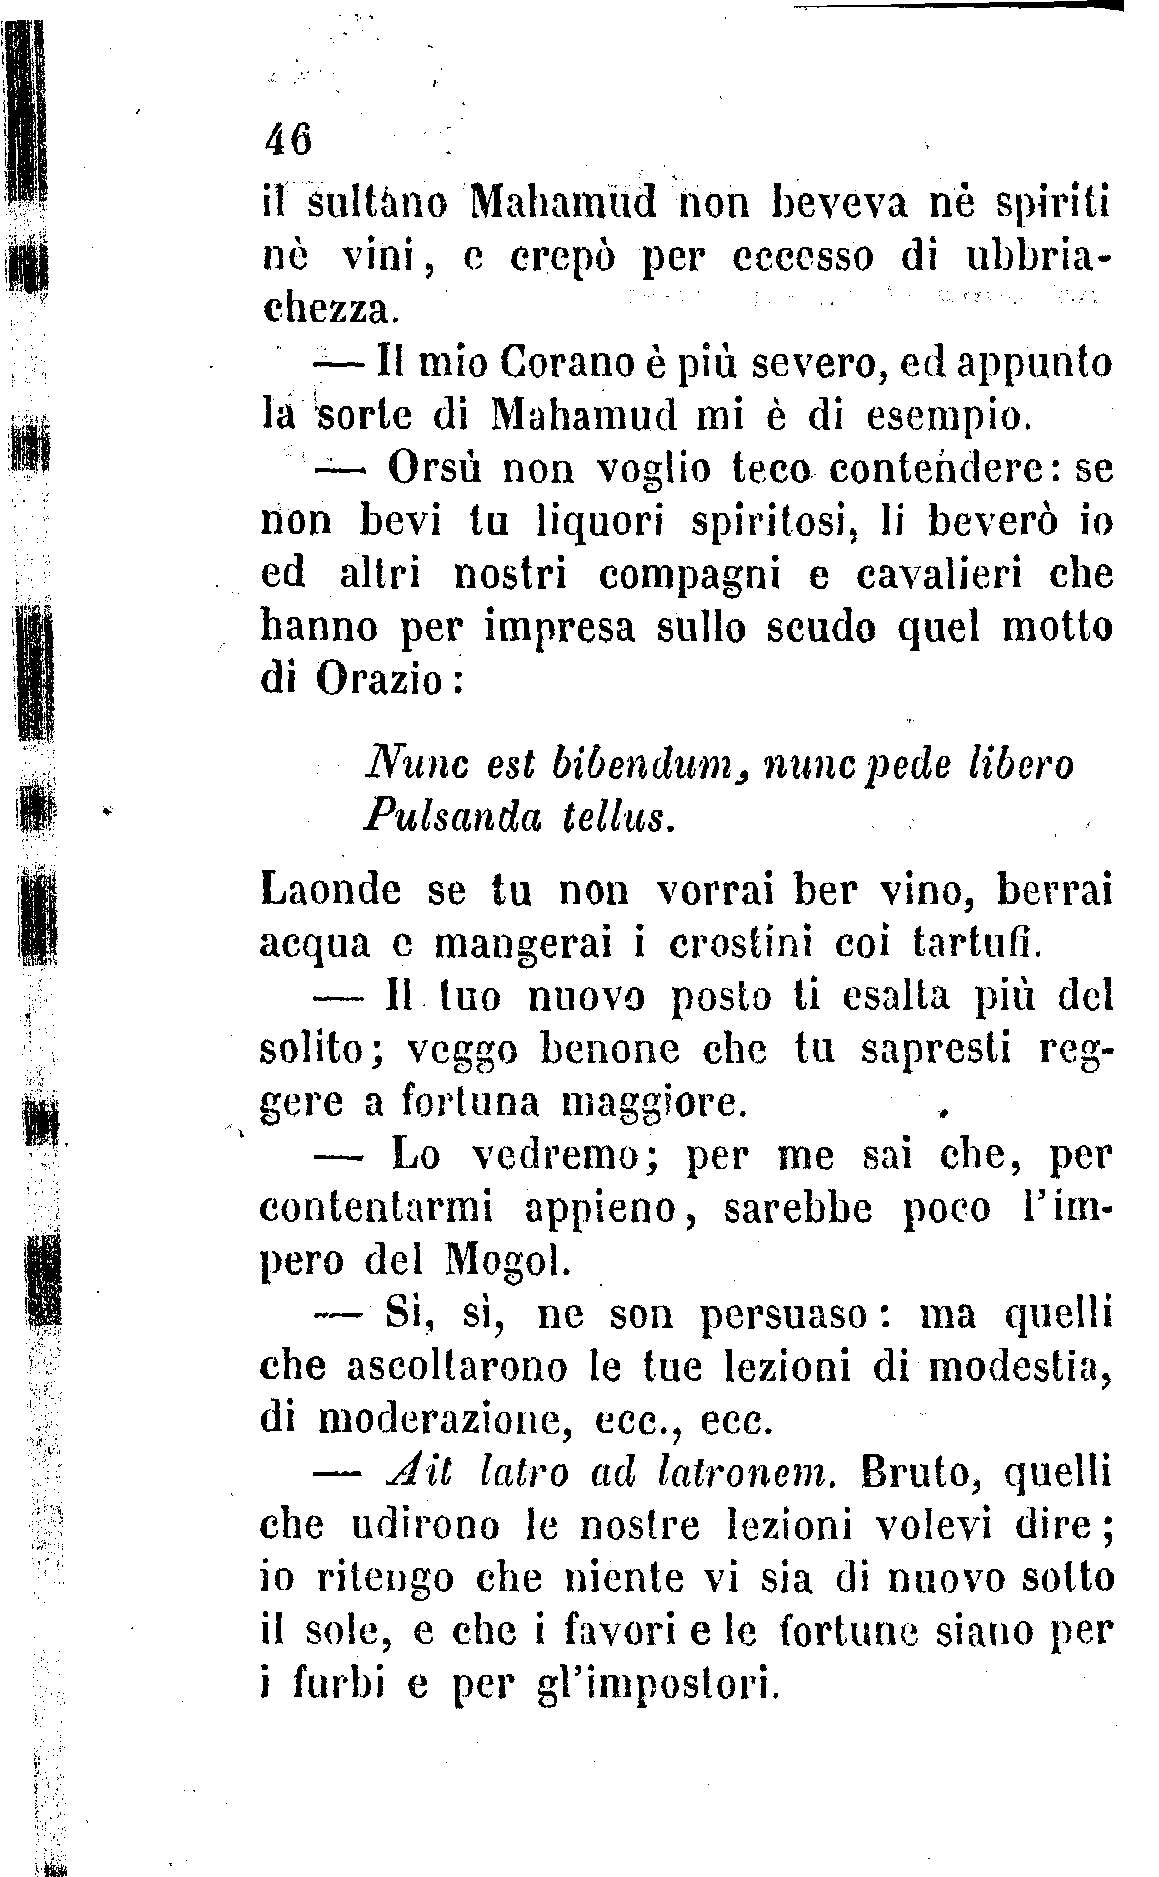 46
il sultano Mahamud non beveva nè spiriti
nè vini, e crepò per eccesso di ubbria-
chezza.
— Il mio Corano è più severo, ed appunto
la sorte di Mahamud mi è di esempio.
— Orsù non voglio teco contendere: se
non bevi tu liquori spiritosi, li beverò io
ed altri nostri compagni e cavalieri che
hanno per impresa sullo scudo quel motto
di Orazio:
Nunc est bibendum, nunc pede libero
Pulsanda tellus.
Laonde se tu non vorrai ber vino, berrai
acqua e mangerai i crostini coi tartufi.
— Il tuo nuovo posto ti esalta più del
solito; veggo benone che tu sapresti reg-
gere a fortuna maggiore.
— Lo vedremo; per me sai che, per
contentarmi appieno, sarebbe poco l'im-
pero del Mogol.
— Sì, sì, ne son persuaso: ma quelli
che ascoltarono le tue lezioni di modestia,
di moderazione, ecc., ecc.
— Ait latro ad latronem. Bruto, quelli
che udirono le nostre lezioni volevi dire;
io ritengo che niente vi sia di nuovo sotto
il sole, e che i favori e le fortune siano per
i furbi e per gl'impostori.